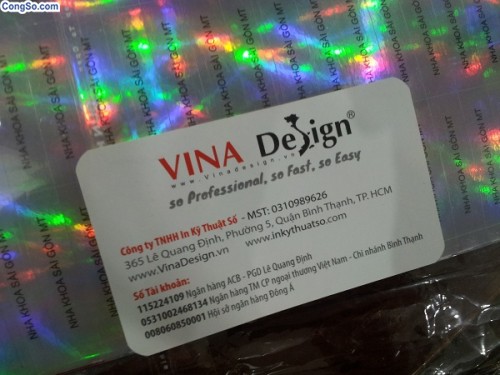 CongSo.com
NHA KHOA SÀI GÒN MT
VINA Design®
www.Vinadesign.vn
so Professional, so Fast, so Easy
Công ty TNHH In Kỹ Thuật Số - MST: 0310989626
365 Lê Quang Định, Phường 5, Quận Bình Thạnh, TP. HCM
www.VinaDesign.vn www.inkythuatso.com
Số Tài khoản:
115224109 Ngân hàng ACB - PGD Lê Quang Định
0531002468134 Ngân hàng TM CP ngoại thương Việt Nam - Chi nhánh Bình Thạnh
008060850001 Hội sở ngân hàng Đông Á